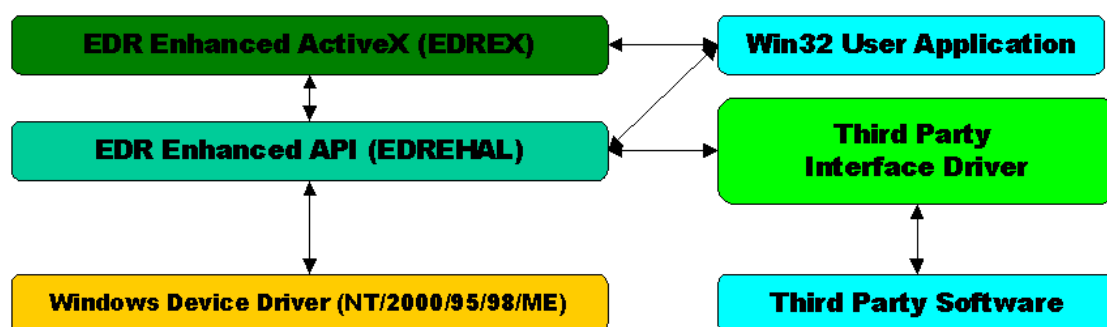 EDR Enhanced ActiveX (EDREX)
Win32 User Application
EDR Enhanced API (EDREHAL)
Third Party
Interface Driver
Windows Device Driver (NT/2000/95/98/ME)
Third Party Software